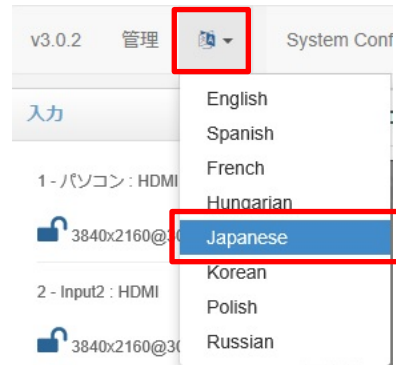 v3.0.2 管理 System Conf
入力
English
Spanish
1 - パソコン : HDMI
French
Hungarian
3840x2160@30
Japanese
2 - Input2 : HDMI
Korean
Polish
3840x2160@30
Russian